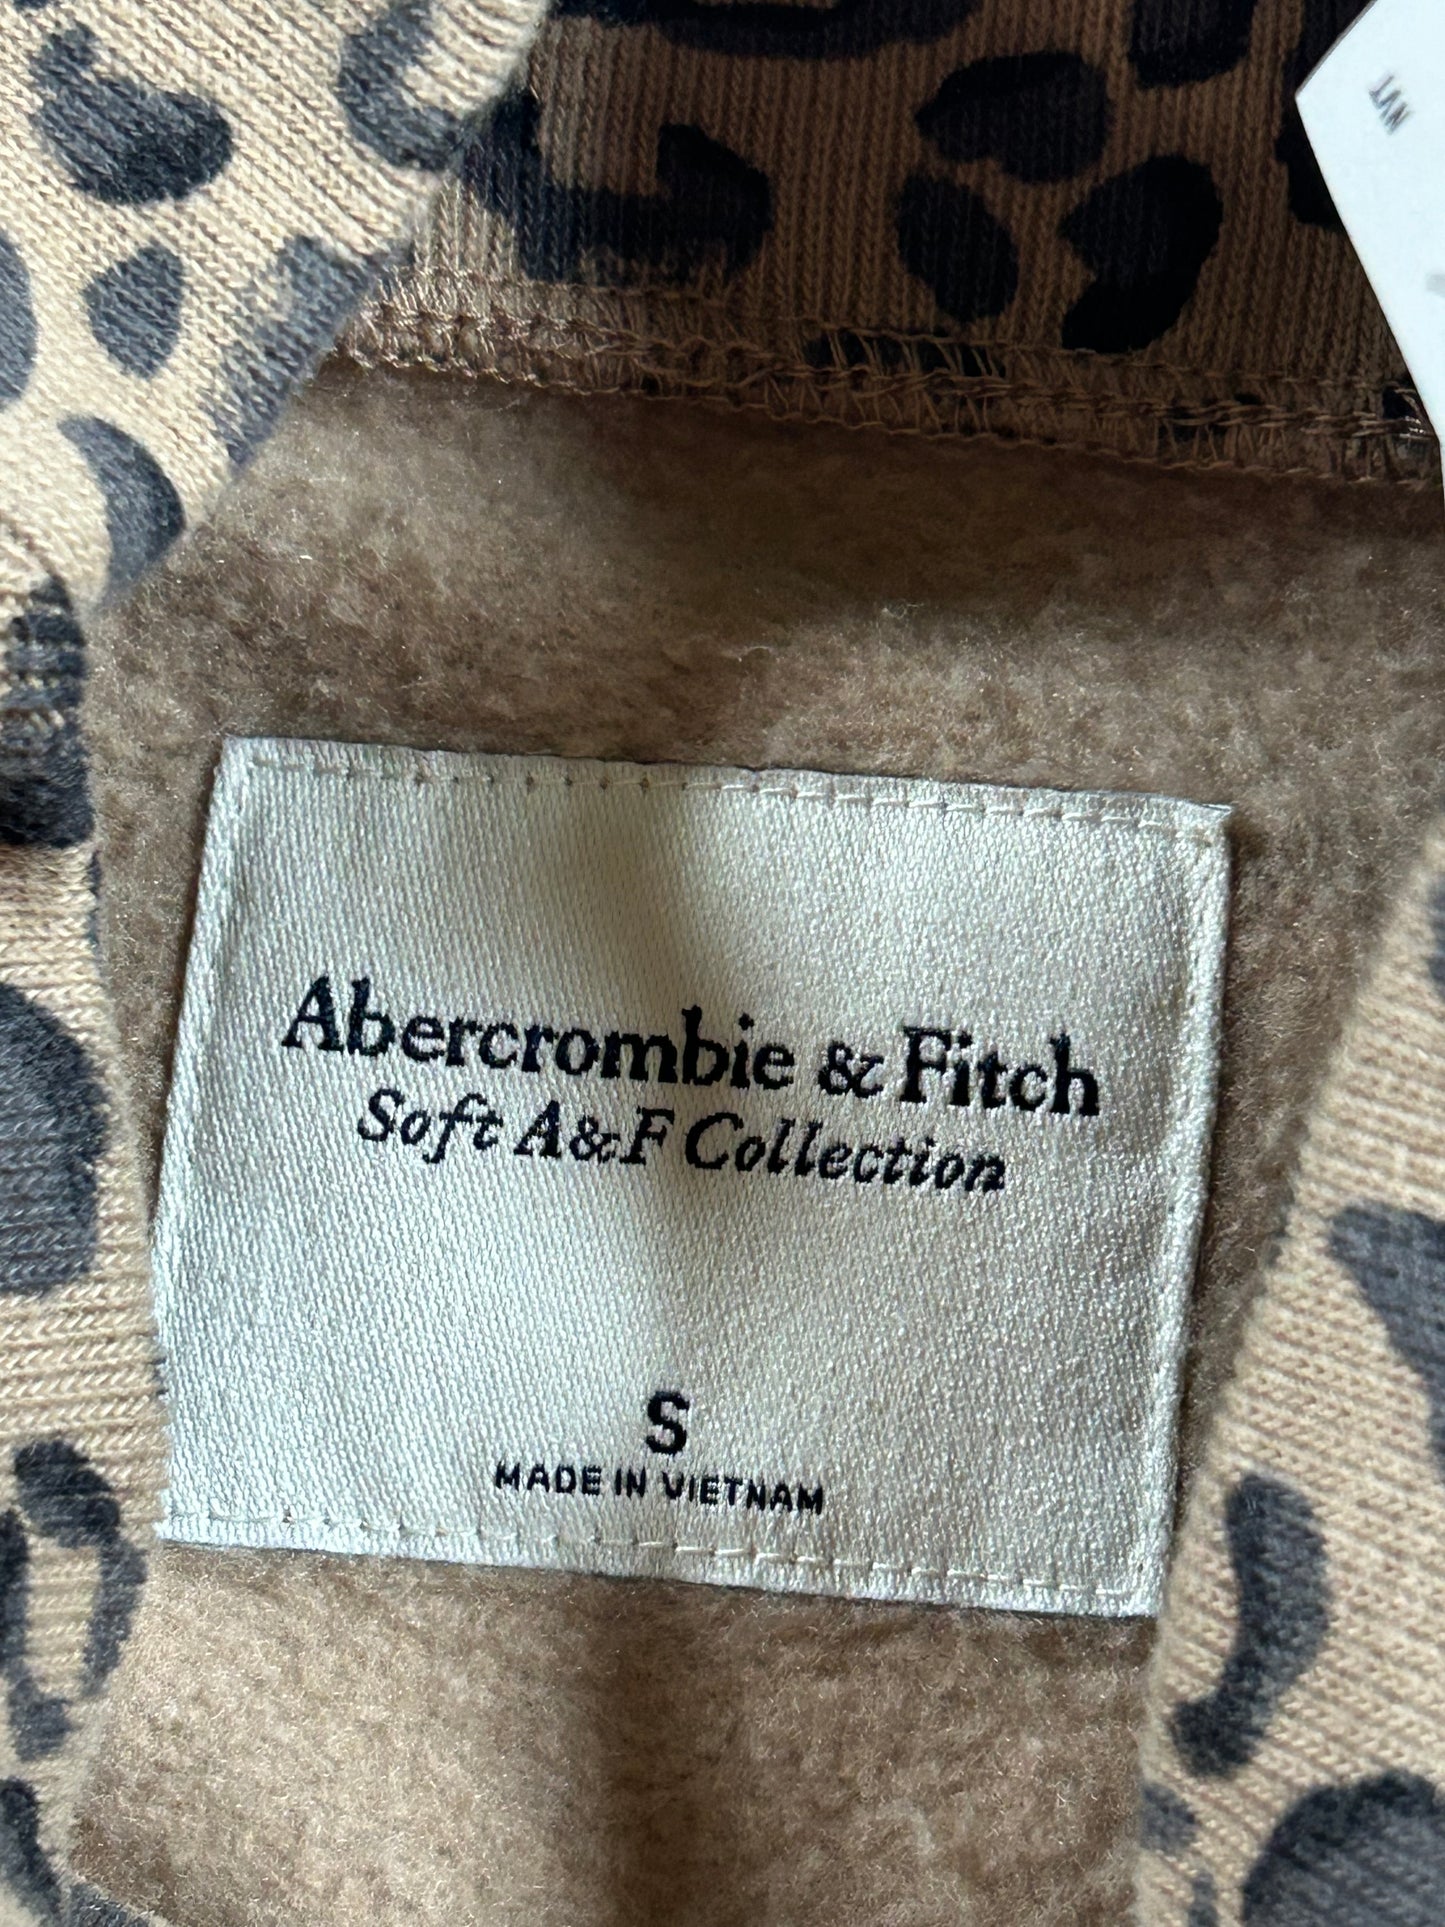 Abercrombie & Fitch
Soft A&F Collection
S
MADE IN VIETNAM